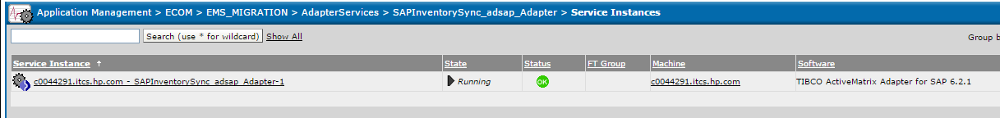 Application Management > ECOM > EMS_MIGRATION > AdapterServices > SAPInventorySync_adsap_Adapter > Service Instances
Search (use * for wildcard) Show All Group b
Service Instance ↑ State Status FT Group Machine Software
c0044291.itcs.hp.com - SAPInventorySync_adsap_Adapter-1 Running OK c0044291.itcs.hp.com TIBCO ActiveMatrix Adapter for SAP 6.2.1